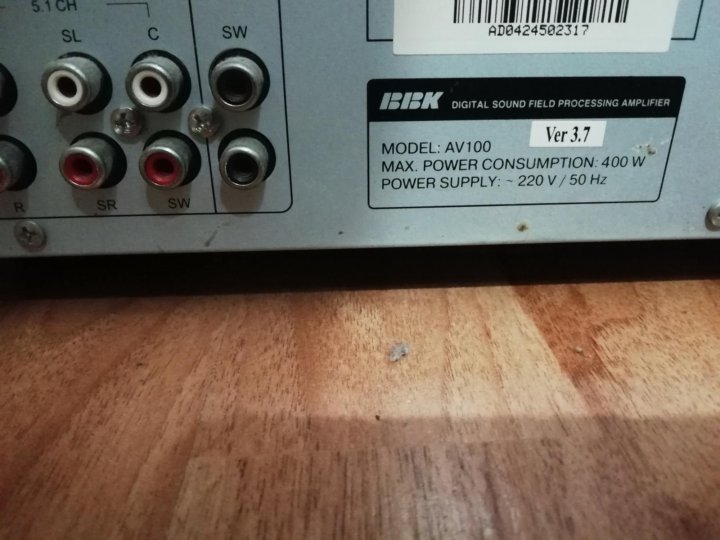 5.1 CH
SL
C
SW
R
SR
SW
AD0424502317
BBK DIGITAL SOUND FIELD PROCESSING AMPLIFIER
Ver 3.7
MODEL: AV100
MAX. POWER CONSUMPTION: 400 W
POWER SUPPLY: ~ 220 V / 50 Hz